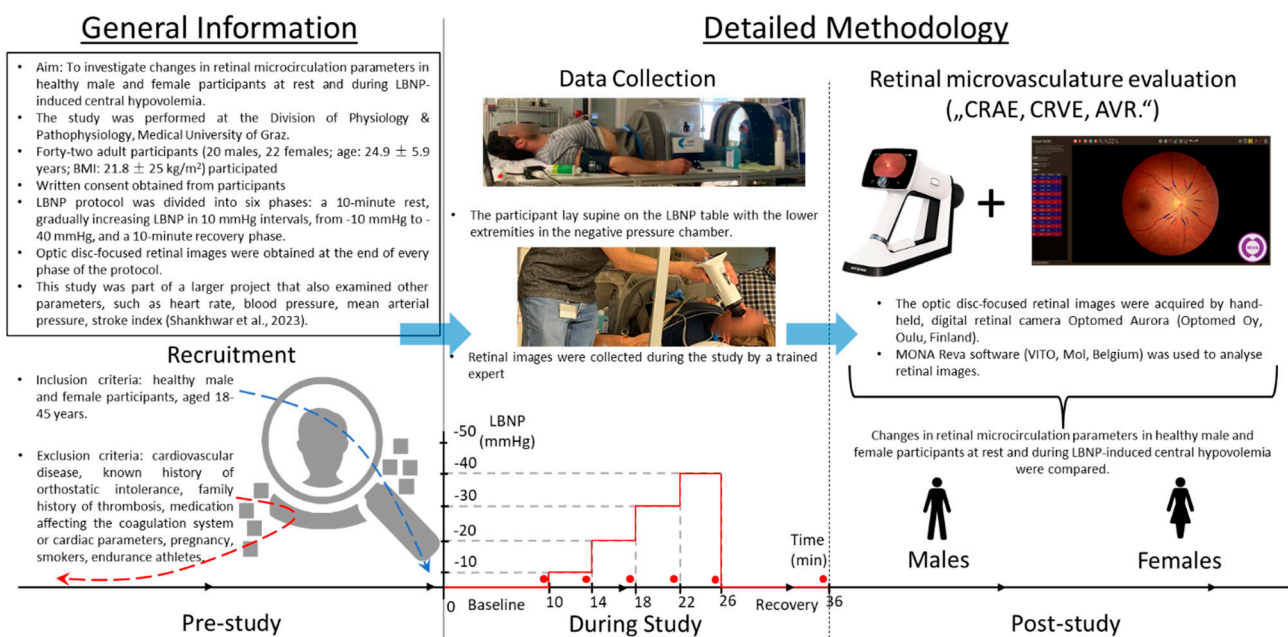 General Information
• Aim: To investigate changes in retinal microcirculation parameters in
healthy male and female participants at rest and during LBNP-
induced central hypovolemia.
• The study was performed at the Division of Physiology &
Pathophysiology, Medical University of Graz.
• Forty-two adult participants (20 males, 22 females; age: 24.9 ± 5.9
years; BMI: 21.8 ± 25 kg/m²) participated
• Written consent obtained from participants
• LBNP protocol was divided into six phases: a 10-minute rest,
gradually increasing LBNP in 10 mmHg intervals, from -10 mmHg to -
40 mmHg, and a 10-minute recovery phase.
• Optic disc-focused retinal images were obtained at the end of every
phase of the protocol.
• This study was part of a larger project that also examined other
parameters, such as heart rate, blood pressure, mean arterial
pressure, stroke index (Shankhwar et al., 2023).
Recruitment
• Inclusion criteria: healthy male
and female participants, aged 18-
45 years.
• Exclusion criteria: cardiovascular
disease, known history of
orthostatic intolerance, family
history of thrombosis, medication
affecting the coagulation system
or cardiac parameters, pregnancy,
smokers, endurance athletes.
Pre-study
Detailed Methodology
Data Collection
• The participant lay supine on the LBNP table with the lower
extremities in the negative pressure chamber.
• Retinal images were collected during the study by a trained
expert
LBNP
(mmHg)
-50
-40
-30
-20
-10
Time
(min)
0 Baseline 10 14 18 22 26 Recovery 36
During Study
Retinal microvasculature evaluation
(„CRAE, CRVE, AVR.“)
• The optic disc-focused retinal images were acquired by hand-
held, digital retinal camera Optomed Aurora (Optomed Oy,
Oulu, Finland).
• MONA Reva software (VITO, Mol, Belgium) was used to analyse
retinal images.
Changes in retinal microcirculation parameters in healthy male and
female participants at rest and during LBNP-induced central hypovolemia
were compared.
Males
Females
Post-study